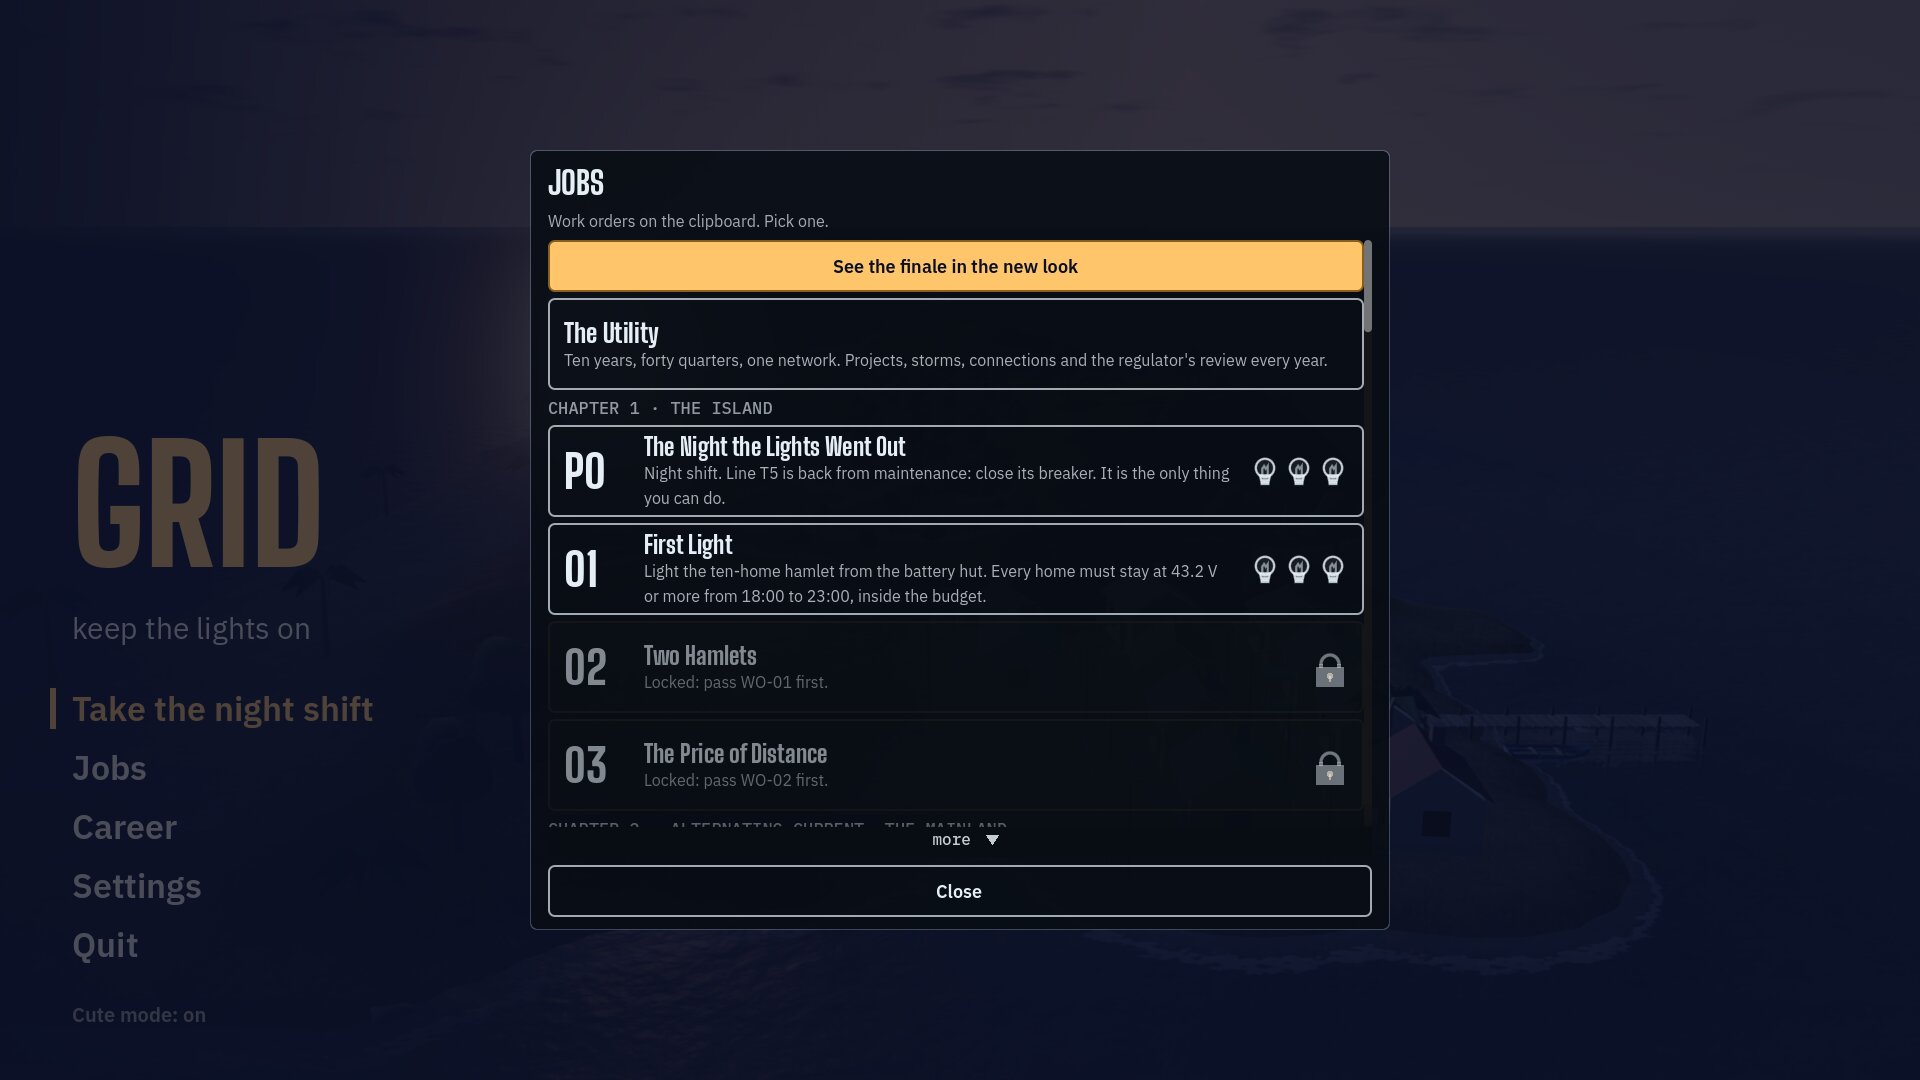 JOBS
Work orders on the clipboard. Pick one.
See the finale in the new look
The Utility
Ten years, forty quarters, one network. Projects, storms, connections and the regulator's review every year.
CHAPTER 1 · THE ISLAND
P0
The Night the Lights Went Out
Night shift. Line T5 is back from maintenance: close its breaker. It is the only thing
you can do.
01
First Light
Light the ten-home hamlet from the battery hut. Every home must stay at 43.2 V
or more from 18:00 to 23:00, inside the budget.
02
Two Hamlets
Locked: pass WO-01 first.
03
The Price of Distance
Locked: pass WO-02 first.
CHAPTER 2 · ALTERNATING CURRENT, THE MAINLAND
more
Close
GRID
keep the lights on
Take the night shift
Jobs
Career
Settings
Quit
Cute mode: on